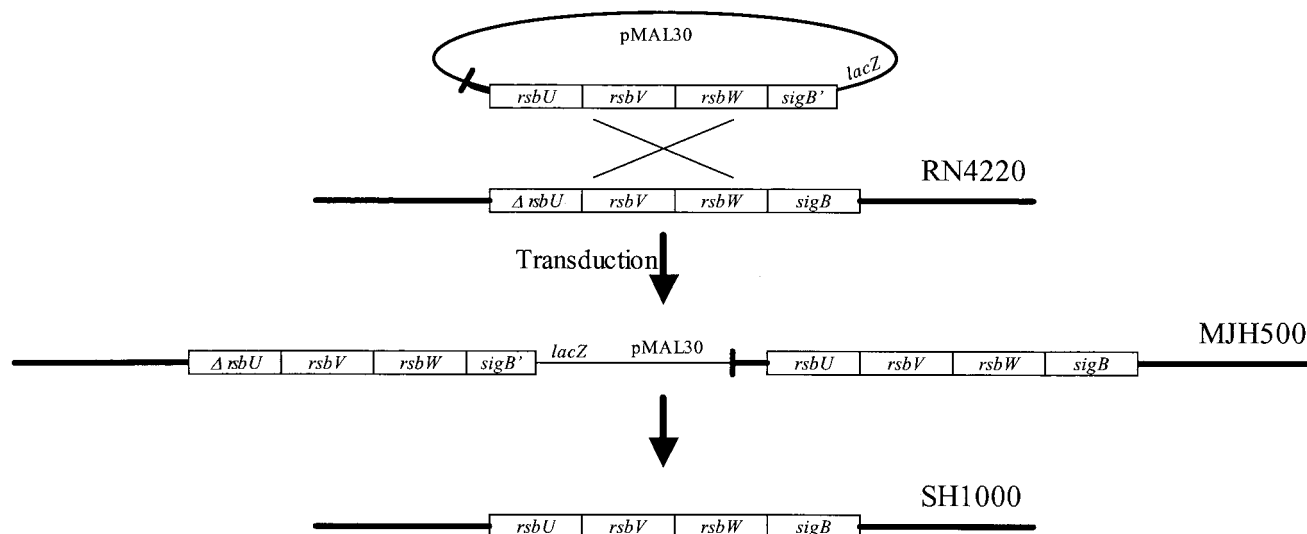 pMAL30
lacZ
rsbU rsbV rsbW sigB'
RN4220
Δ rsbU rsbV rsbW sigB
Transduction
MJH500
lacZ pMAL30
Δ rsbU rsbV rsbW sigB' rsbU rsbV rsbW sigB
SH1000
rsbU rsbV rsbW sigB